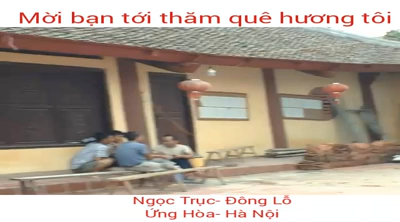 Mời bạn tới thăm quê hương tôi
Ngọc Trục- Đông Lỗ
Ứng Hòa- Hà Nội